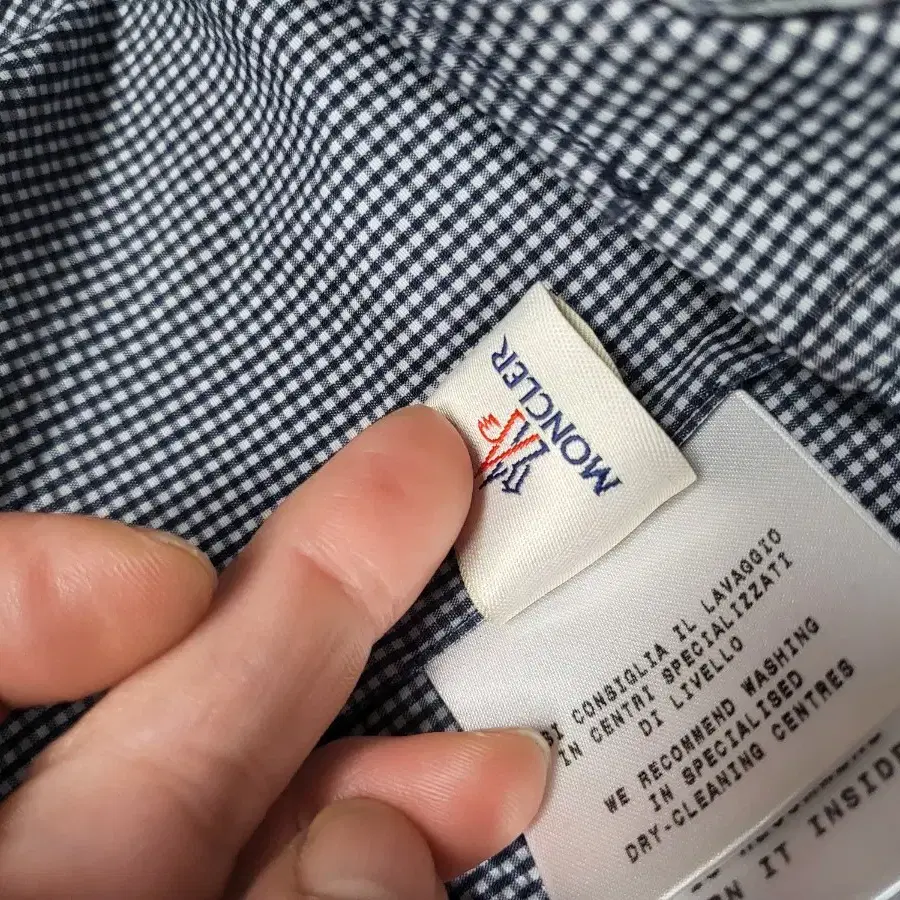 MONCLER
SI CONSIGLIA IL LAVAGGIO
IN CENTRI SPECIALIZZATI
DI LIVELLO
WE RECOMMEND WASHING
IN SPECIALISED
DRY-CLEANING CENTRES
IT INSIDE